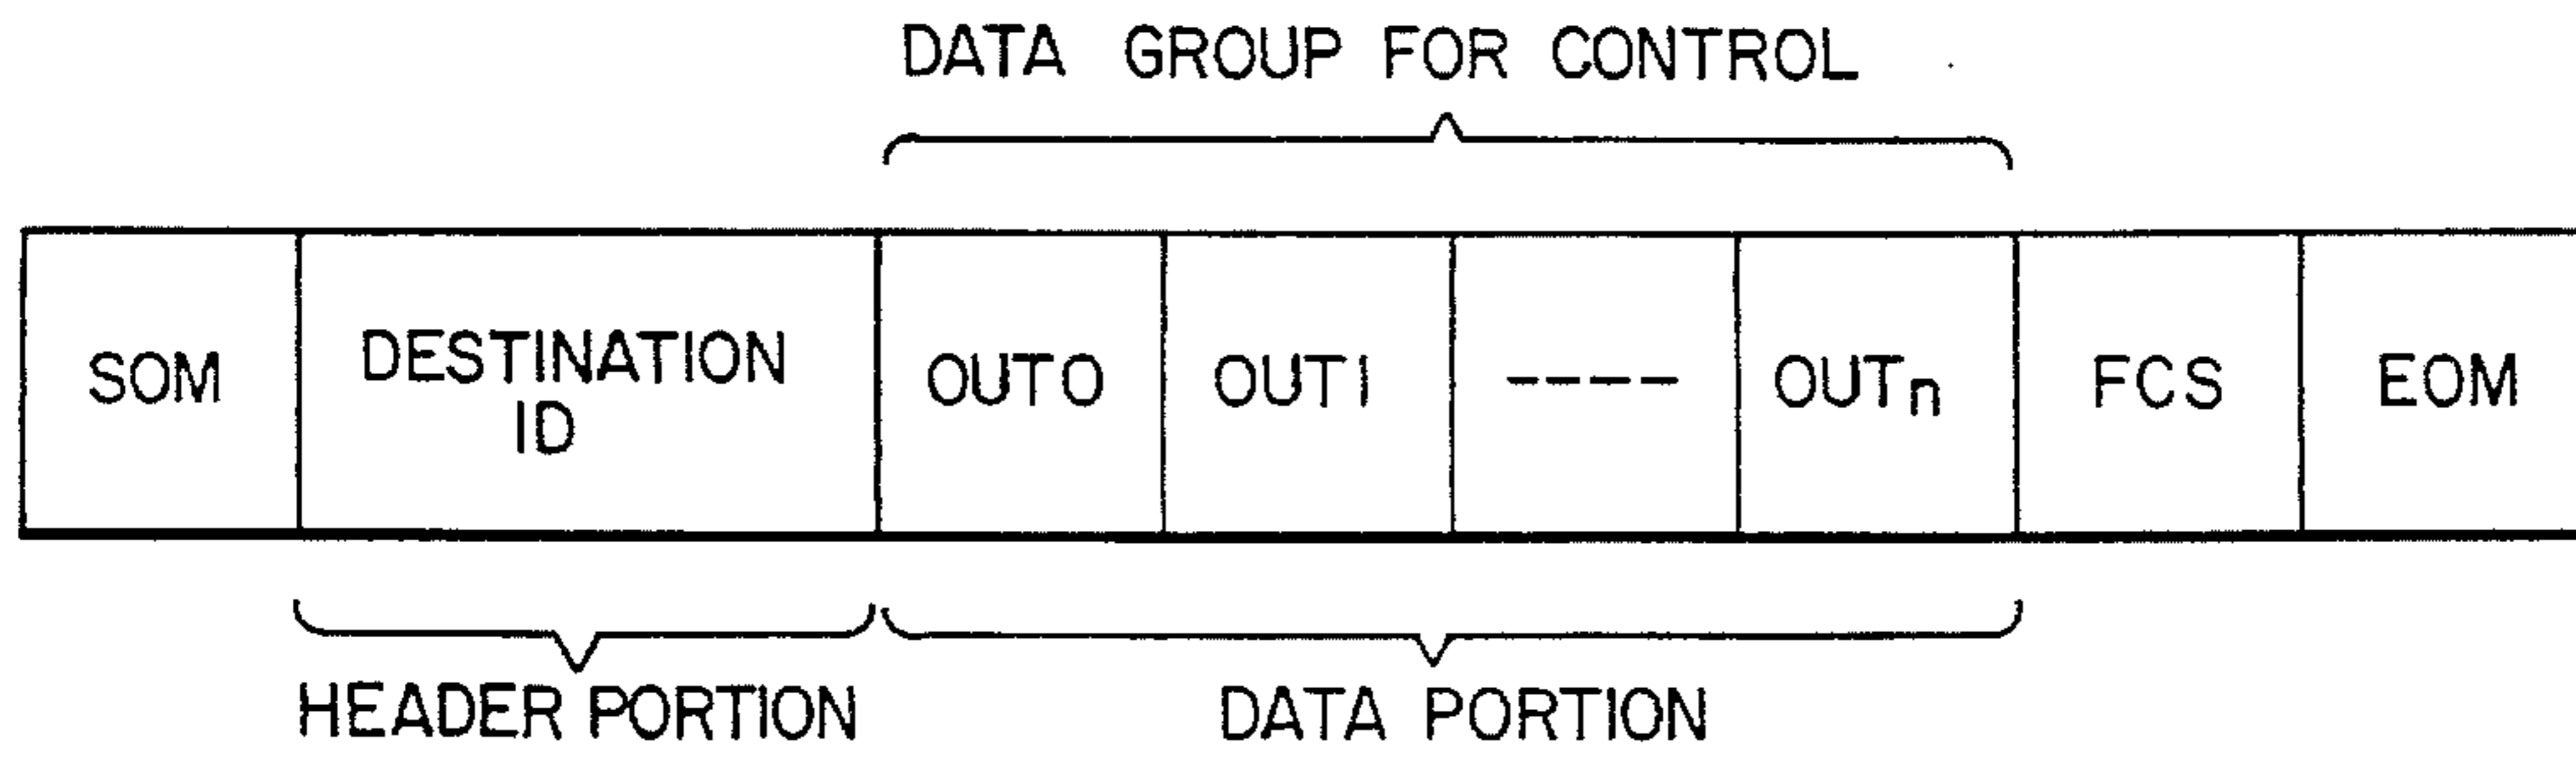 DATA GROUP FOR CONTROL
SOM
DESTINATION
ID
OUT0
OUT1
----
OUTn
FCS
EOM
HEADER PORTION
DATA PORTION